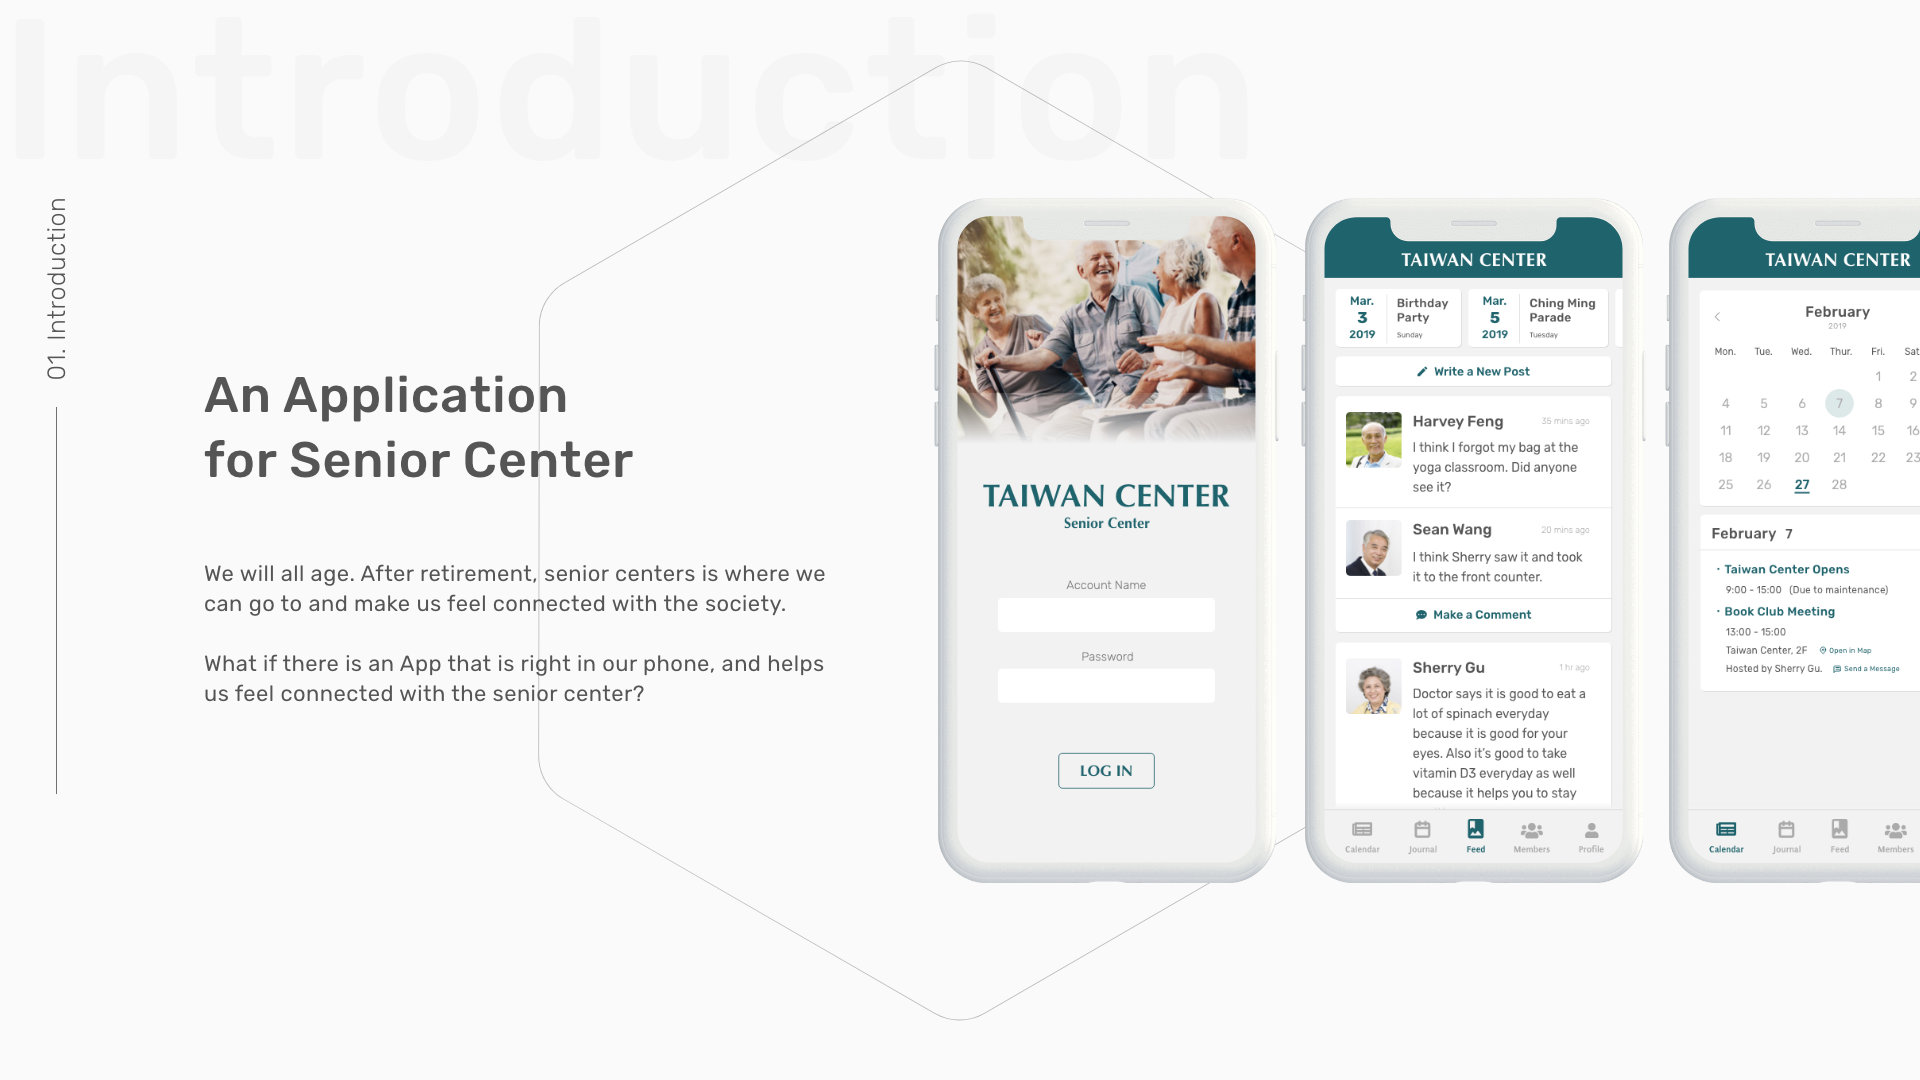 Introduction
01. Introduction
An Application
for Senior Center
We will all age. After retirement, senior centers is where we
can go to and make us feel connected with the society.
What if there is an App that is right in our phone, and helps
us feel connected with the senior center?
TAIWAN CENTER
Senior Center
Account Name
Password
LOG IN
TAIWAN CENTER
Mar.
3
2019
Birthday
Party
Sunday
Mar.
5
2019
Ching Ming
Parade
Tuesday
Write a New Post
Harvey Feng 35 mins ago
I think I forgot my bag at the
yoga classroom. Did anyone
see it?
Sean Wang 20 mins ago
I think Sherry saw it and took
it to the front counter.
Make a Comment
Sherry Gu 1 hr ago
Doctor says it is good to eat a
lot of spinach everyday
because it is good for your
eyes. Also it's good to take
vitamin D3 everyday as well
because it helps you to stay
Calendar Journal Feed Members Profile
TAIWAN CENTER
February
2019
Mon. Tue. Wed. Thur. Fri. Sat
1 2
4 5 6 7 8 9
11 12 13 14 15 16
18 19 20 21 22 23
25 26 27 28
February 7
· Taiwan Center Opens
9:00 - 15:00 (Due to maintenance)
· Book Club Meeting
13:00 - 15:00
Taiwan Center, 2F Open in Map
Hosted by Sherry Gu. Send a Message
Calendar Journal Feed Members